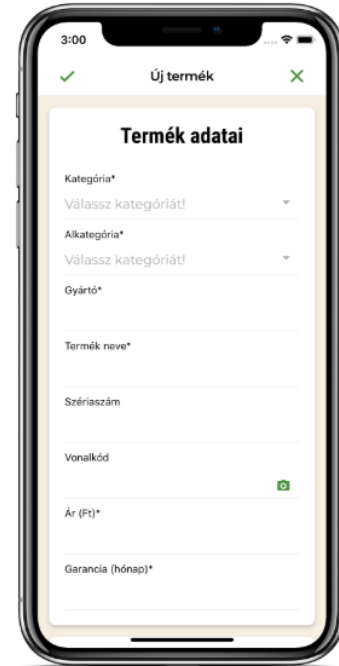 3:00
Új termék
Termék adatai
Kategória*
Válassz kategóriát!
Alkategória*
Válassz kategóriát!
Gyártó*
Termék neve*
Szériaszám
Vonalkód
Ár (Ft)*
Garancia (hónap)*